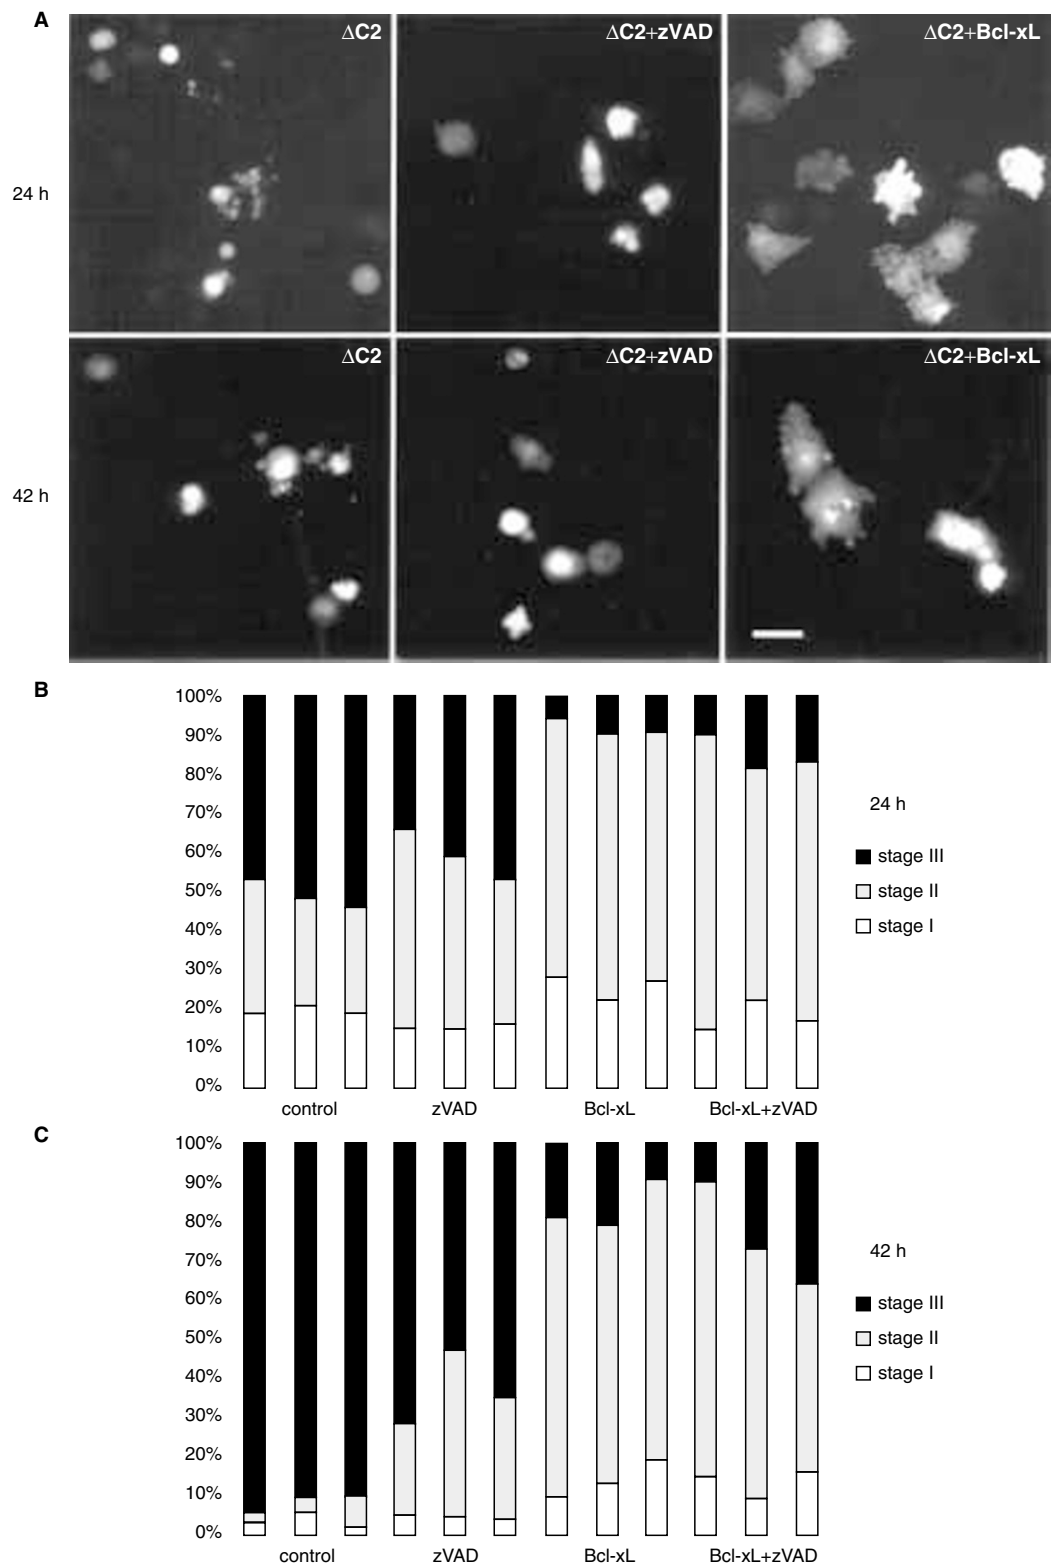 A
ΔC2
ΔC2+zVAD
ΔC2+Bcl-xL
24 h
ΔC2
ΔC2+zVAD
ΔC2+Bcl-xL
42 h
B
100%
90%
80%
70%
60%
50%
40%
30%
20%
10%
0%
control
zVAD
Bcl-xL
Bcl-xL+zVAD
24 h
stage III
stage II
stage I
C
100%
90%
80%
70%
60%
50%
40%
30%
20%
10%
0%
control
zVAD
Bcl-xL
Bcl-xL+zVAD
42 h
stage III
stage II
stage I